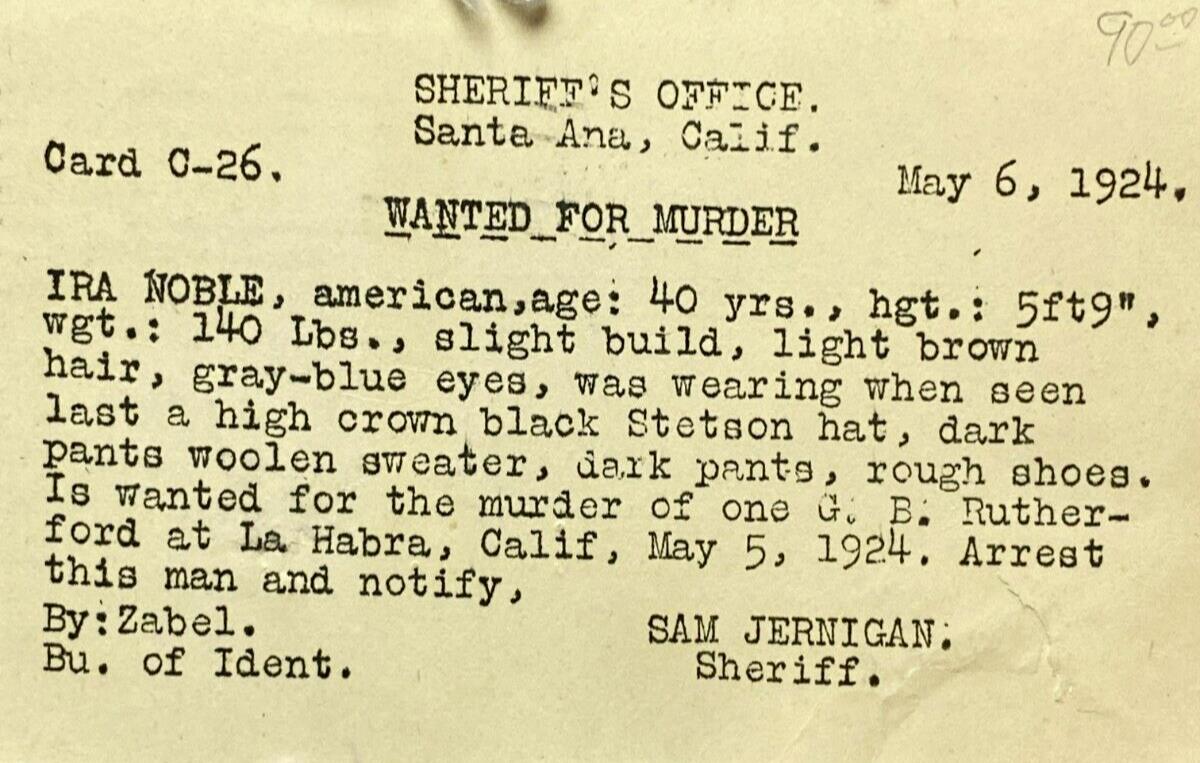 90.00
SHERIFF'S OFFICE.
Santa Ana, Calif.
Card C-26.
May 6, 1924.
WANTED FOR MURDER
IRA NOBLE, american,age: 40 yrs., hgt.: 5ft9",
wgt.: 140 Lbs., slight build, light brown
hair, gray-blue eyes, was wearing when seen
last a high crown black Stetson hat, dark
pants woolen sweater, dark pants, rough shoes.
Is wanted for the murder of one G. B. Ruther-
ford at La Habra, Calif, May 5, 1924. Arrest
this man and notify,
By:Zabel.
Bu. of Ident.
SAM JERNIGAN.
Sheriff.